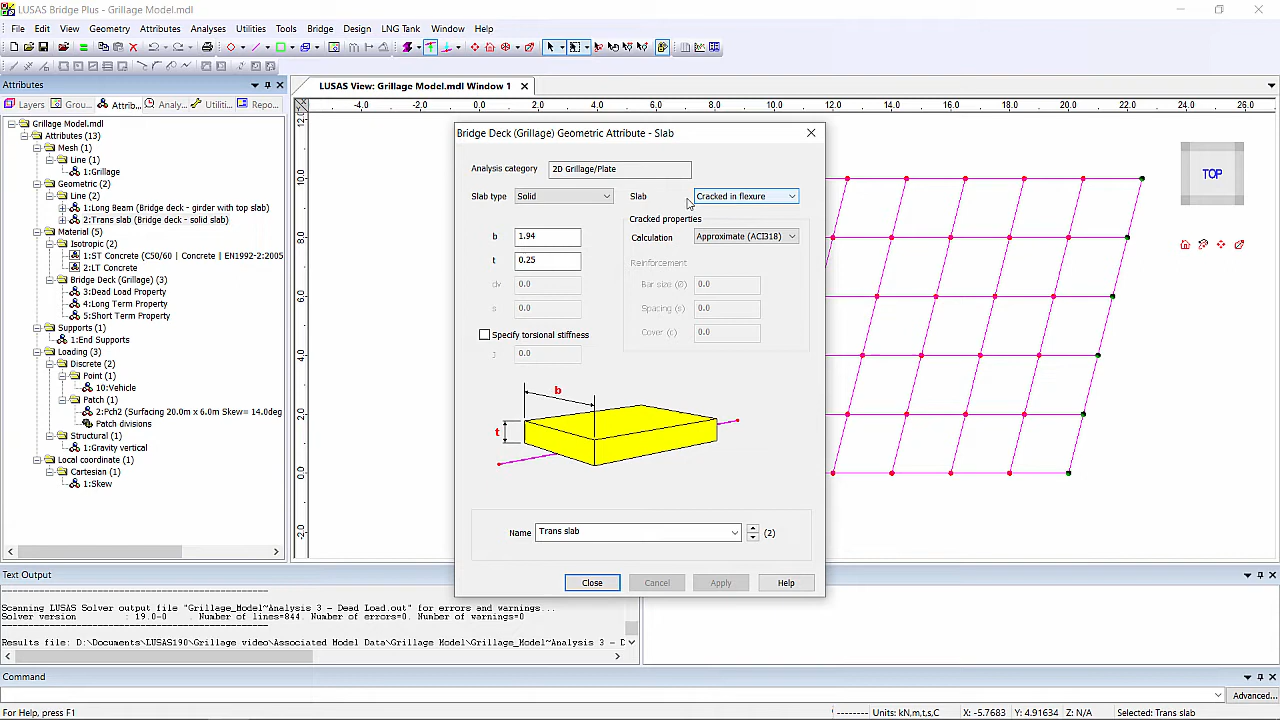 LUSAS Bridge Plus - Grillage Model.mdl
File Edit View Geometry Attributes Analyses Utilities Tools Bridge Design LNG Tank Window Help
Attributes
LUSAS View: Grillage Model.mdl Window 1
Layers Grou... Attrib... Analy... Utiliti... Repo...
-4.0 -2.0 0.0 2.0 4.0 6.0 8.0 10.0 12.0 14.0 16.0 18.0 20.0 22.0 24.0 26.0
Grillage Model.mdl
Attributes (13)
Mesh (1)
Line (1)
1:Grillage
Geometric (2)
Line (2)
1:Long Beam (Bridge deck - girder with top slab)
2:Trans slab (Bridge deck - solid slab)
Material (5)
Isotropic (2)
1:ST Concrete (C50/60 | Concrete | EN1992-2:2005
2:LT Concrete
Bridge Deck (Grillage) (3)
3:Dead Load Property
4:Long Term Property
5:Short Term Property
Supports (1)
1:End Supports
Loading (3)
Discrete (2)
Point (1)
10:Vehicle
Patch (1)
2:Pch2 (Surfacing 20.0m x 6.0m Skew= 14.0deg
Patch divisions
Structural (1)
1:Gravity vertical
Local coordinate (1)
Cartesian (1)
1:Skew
12.0
10.0
8.0
6.0
4.0
2.0
0.0
-2.0
Bridge Deck (Grillage) Geometric Attribute - Slab
Analysis category 2D Grillage/Plate
Slab type Solid Slab Cracked in flexure
Cracked properties
b 1.94 Calculation Approximate (ACI318)
t 0.25 Reinforcement
dv 0.0 Bar size (Ø) 0.0
s 0.0 Spacing (s) 0.0
Specify torsional stiffness Cover (c) 0.0
J 0.0
b
t
Name Trans slab (2)
Close Cancel Apply Help
TOP
Text Output
Scanning LUSAS Solver output file "Grillage_Model~Analysis 3 - Dead Load.out" for errors and warnings...
Solver version : 19.0-0 . Number of lines=844. Number of errors=0. Number of warnings=0
Results file: D:\Documents\LUSAS190\Grillage video\Associated Model Data\Grillage Model\Grillage_Model~Analysis 3 - D
Command
Advanced...
For Help, press F1 Units: kN,m,t,s,C X: -5.7683 Y: 4.91634 Z: N/A Selected: Trans slab